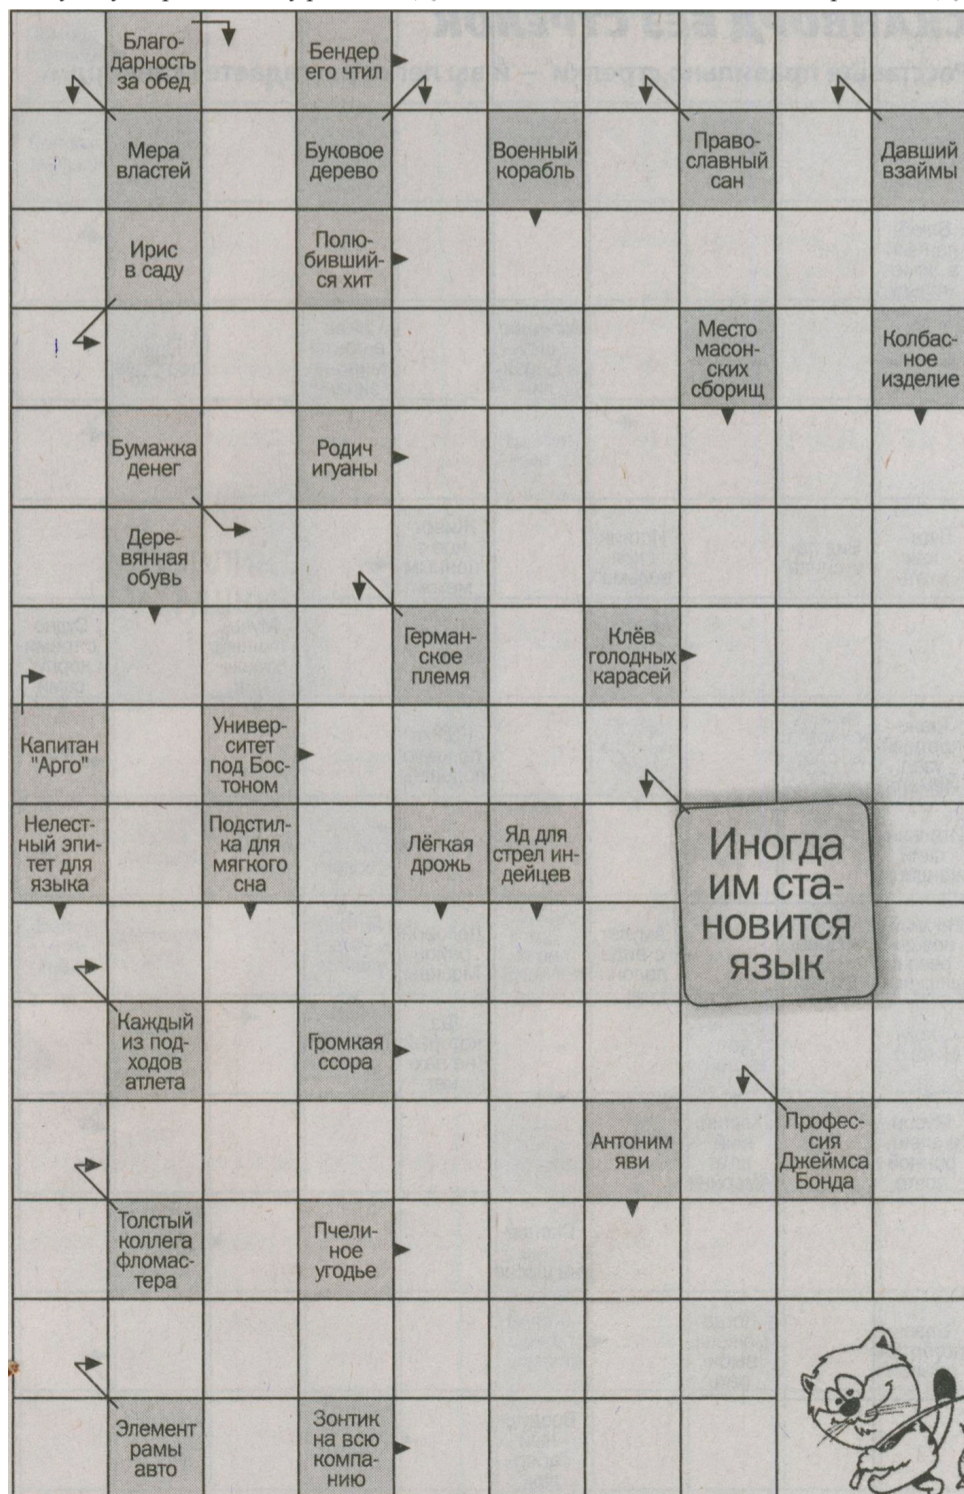 Благо-
дарность
за обед
Бендер
его чтил
Мера
властей
Буковое
дерево
Военный
корабль
Право-
славный
сан
Давший
взаймы
Ирис
в саду
Полю-
бивший-
ся хит
Место
масон-
ских
сборищ
Колбас-
ное
изделие
Бумажка
денег
Родич
игуаны
Дере-
вянная
обувь
Герман-
ское
племя
Клёв
голодных
карасей
Капитан
"Арго"
Универ-
ситет
под Бос-
тоном
Нелест-
ный эпи-
тет для
языка
Подстил-
ка для
мягкого
сна
Лёгкая
дрожь
Яд для
стрел ин-
дейцев
Иногда
им ста-
новится
язык
Каждый
из под-
ходов
атлета
Громкая
ссора
Антоним
яви
Профес-
сия
Джеймса
Бонда
Толстый
коллега
фломас-
тера
Пчели-
ное
угодье
Элемент
рамы
авто
Зонтик
на всю
компа-
нию